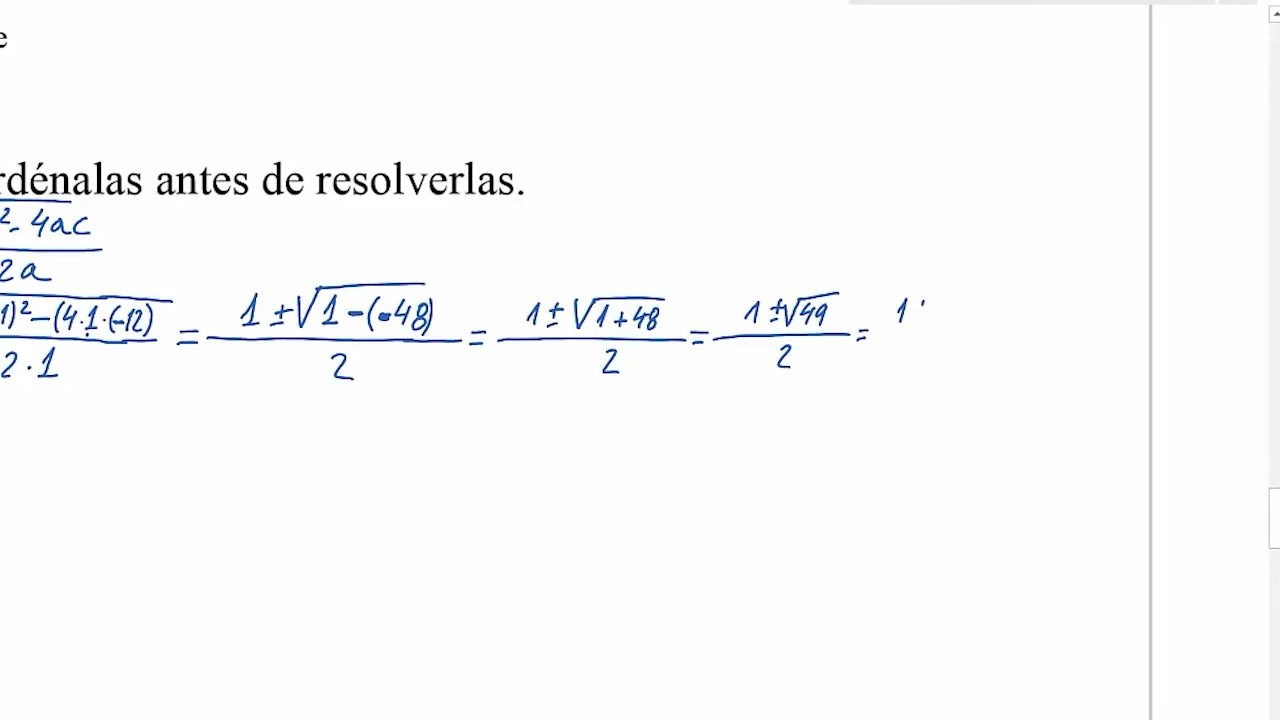 e
rdénalas antes de resolverlas.
² - 4ac
2a
1)² - (4·1·(-12) = 1 ± √1 - (-48) = 1 ± √1 + 48 = 1 ± √49 = 1
2·1 2 2 2